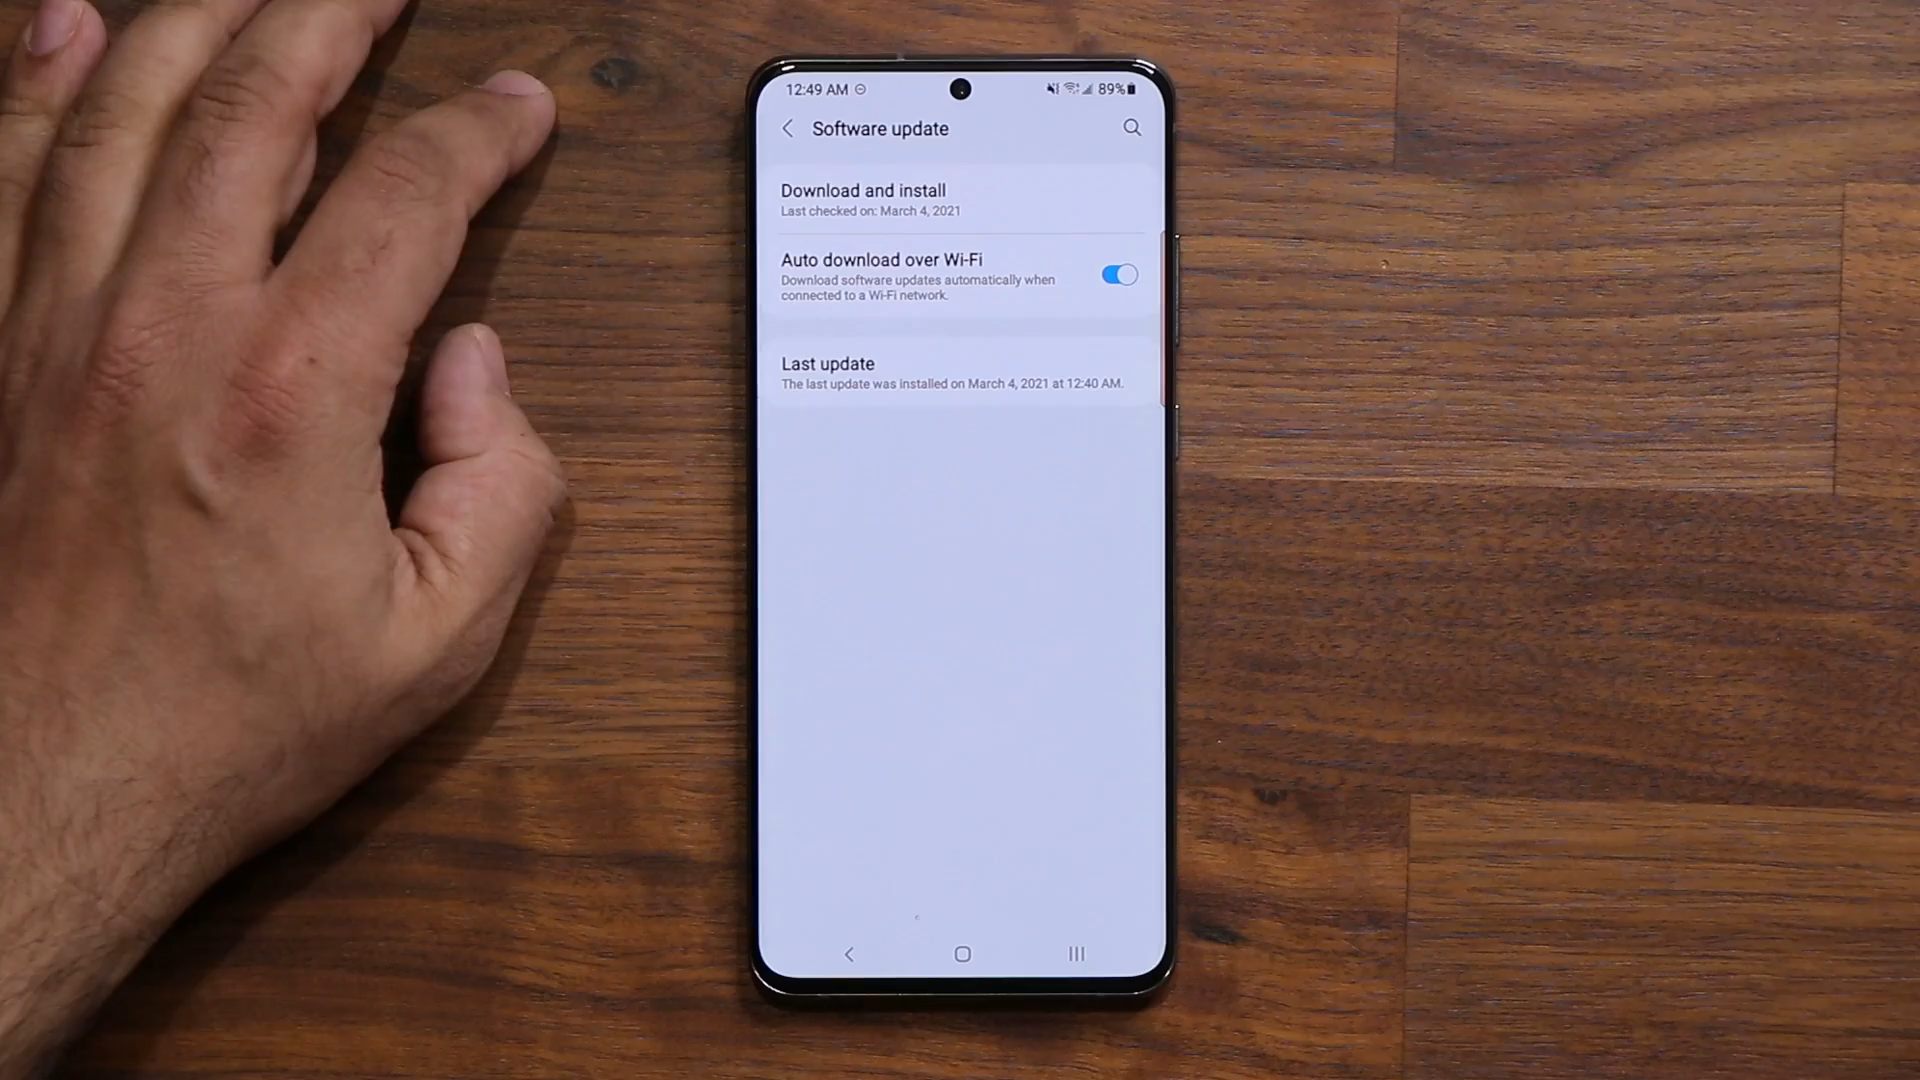 12:49 AM
89%
Software update
Download and install
Last checked on: March 4, 2021
Auto download over Wi-Fi
Download software updates automatically when
connected to a Wi-Fi network.
Last update
The last update was installed on March 4, 2021 at 12:40 AM.